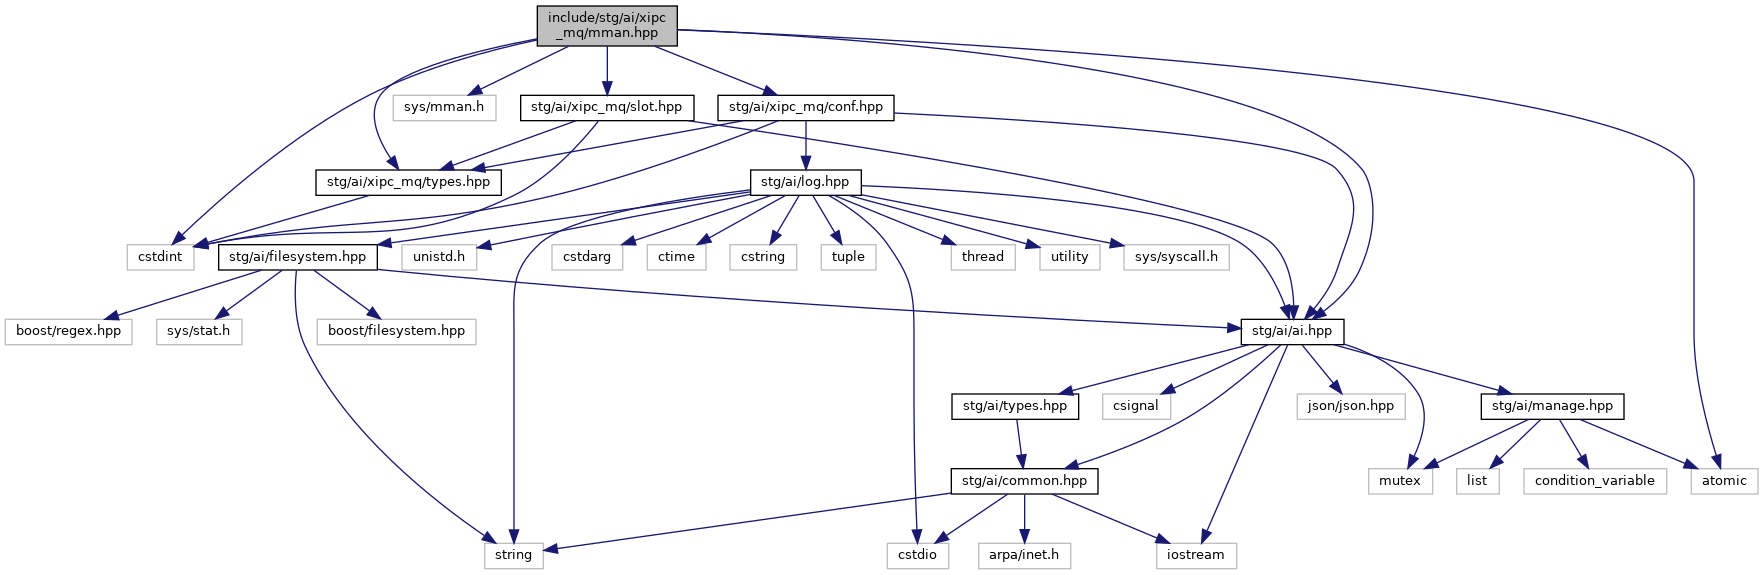 include/stg/ai/xipc
_mq/mman.hpp
sys/mman.h
stg/ai/xipc_mq/slot.hpp
stg/ai/xipc_mq/conf.hpp
stg/ai/xipc_mq/types.hpp
stg/ai/log.hpp
cstdint
stg/ai/filesystem.hpp
unistd.h
cstdarg
ctime
cstring
tuple
thread
utility
sys/syscall.h
boost/regex.hpp
sys/stat.h
boost/filesystem.hpp
stg/ai/ai.hpp
stg/ai/types.hpp
csignal
json/json.hpp
stg/ai/manage.hpp
stg/ai/common.hpp
mutex
list
condition_variable
atomic
string
cstdio
arpa/inet.h
iostream